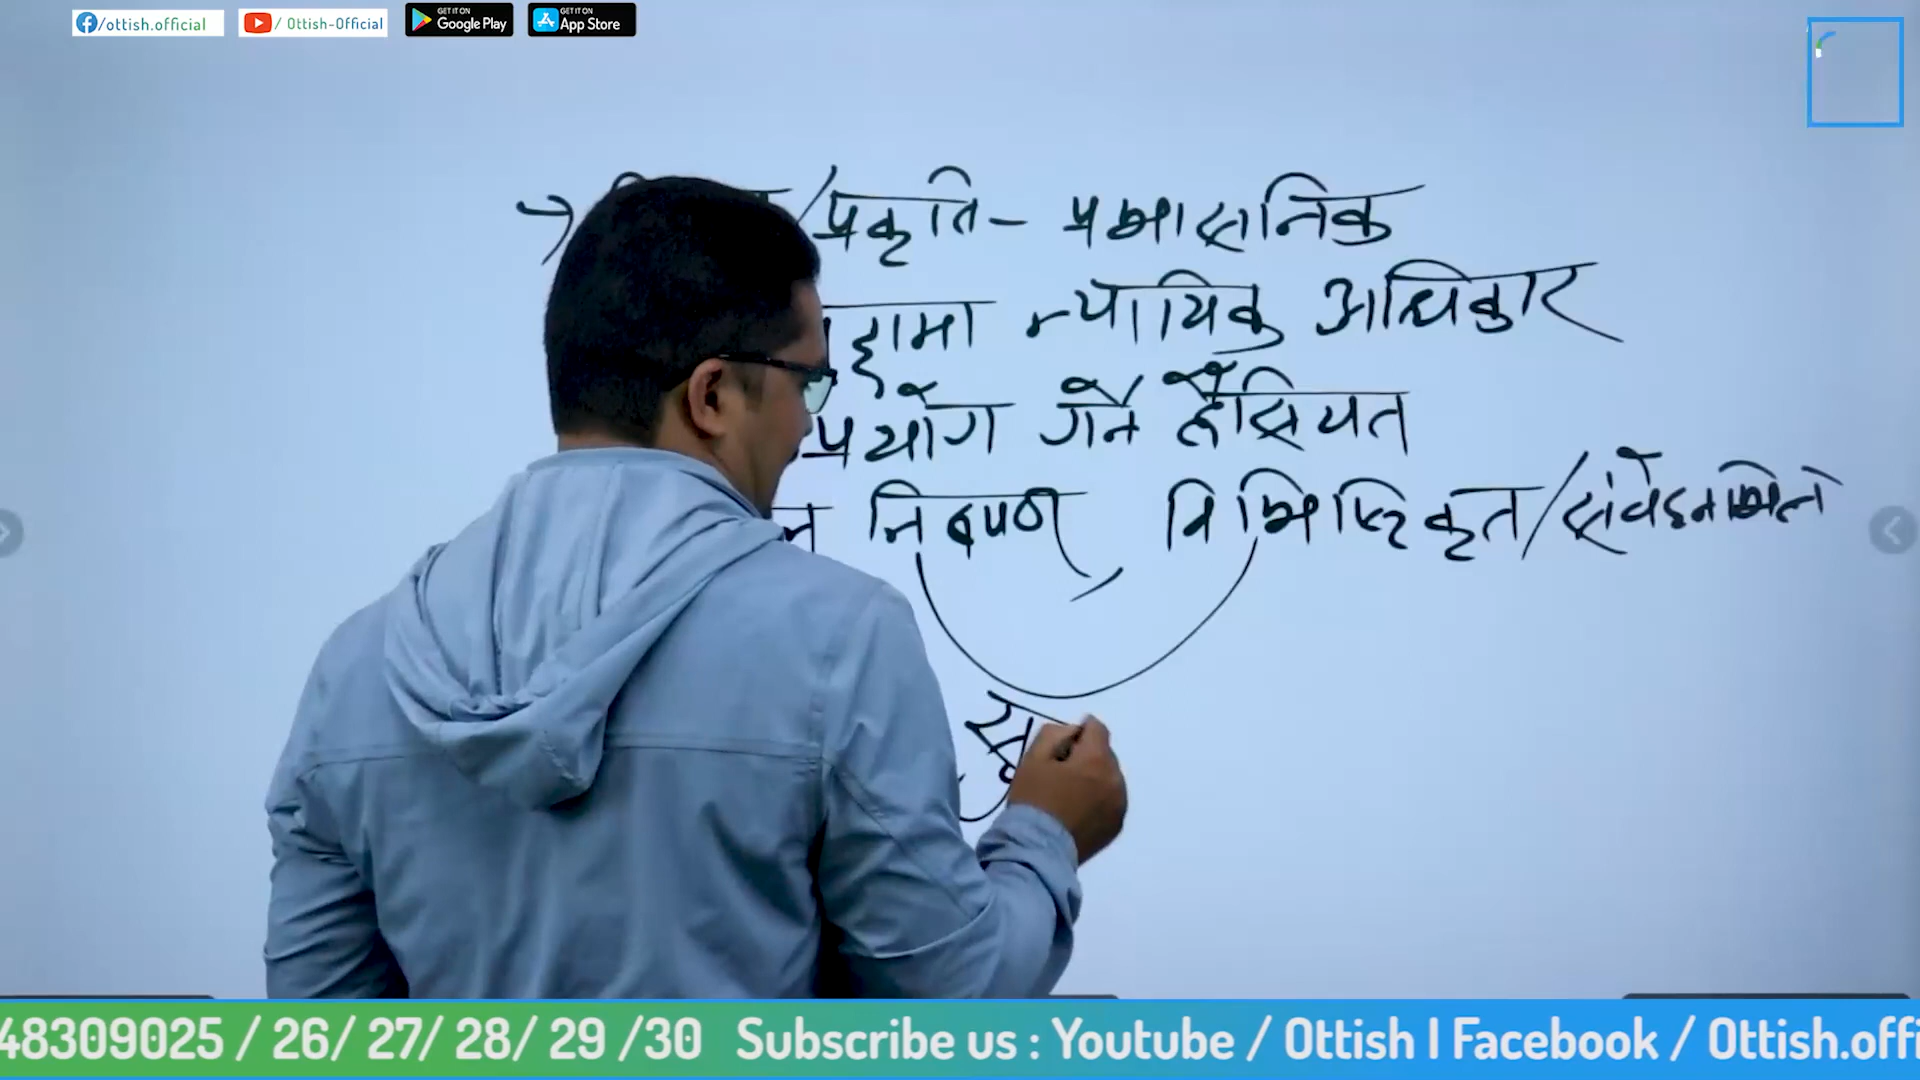 /ottish.official
/ Ottish-Official
GET IT ON
Google Play
GET IT ON
App Store
/प्रकृति- प्रशासनिक
न्यायिक अधिकार
प्रयोग गर्ने हैसियत
निरुपण, विशिष्टिकृत/संवेदनशिल
48309025 / 26/ 27/ 28/ 29 /30 Subscribe us : Youtube / Ottish | Facebook / Ottish.offi